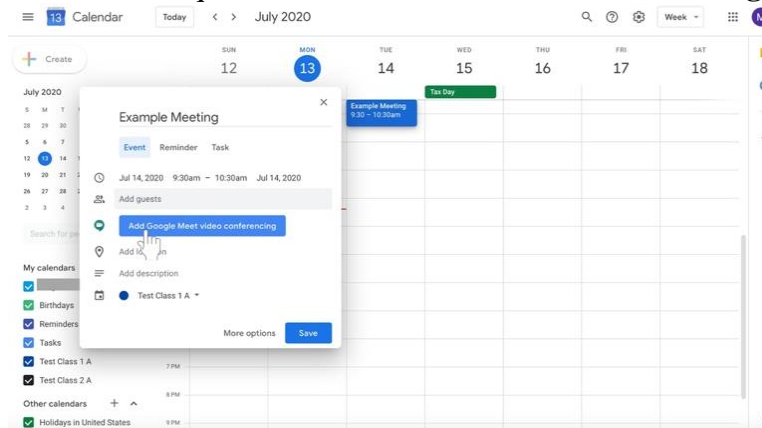 13 Calendar Today July 2020 Week
Create
SUN MON TUE WED THU FRI SAT
12 13 14 15 16 17 18
Tax Day
Example Meeting
9:30 – 10:30am
July 2020
S M T
28 29 30
5 6 7
12 13 14
19 20 21
26 27 28
2 3 4
Search for pe
Example Meeting
Event Reminder Task
Jul 14, 2020 9:30am – 10:30am Jul 14, 2020
Add guests
Add Google Meet video conferencing
Add description
Test Class 1 A
More options Save
My calendars
Birthdays
Reminders
Tasks
Test Class 1 A
Test Class 2 A
Other calendars
Holidays in United States
7 PM
8 PM
9 PM